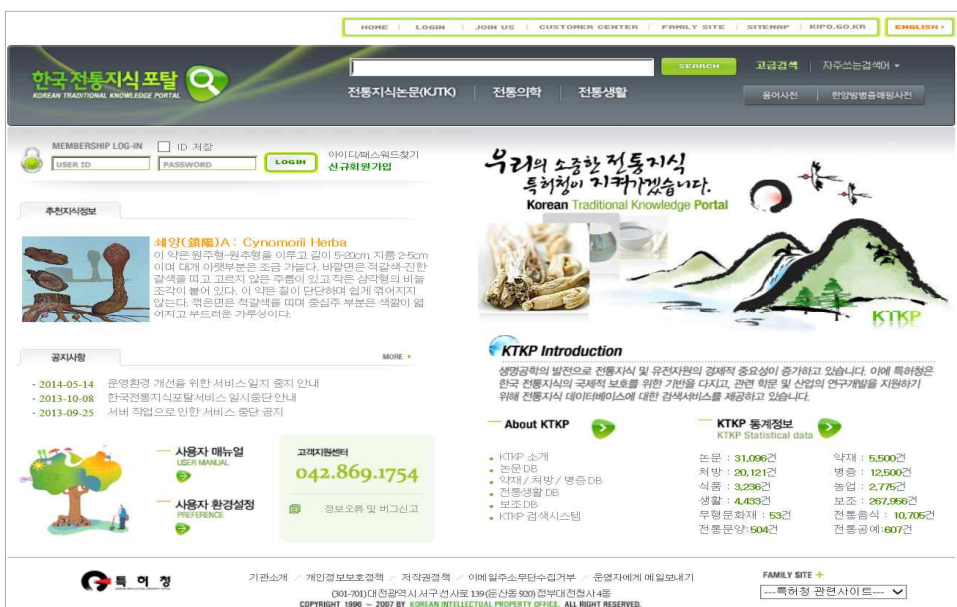 HOME | LOGIN | JOIN US | CUSTOMER CENTER | FAMILY SITE | SITEMAP | KIPO.GO.KR
ENGLISH >
한국전통지식포탈
KOREAN TRADITIONAL KNOWLEDGE PORTAL
SEARCH
고급검색 | 자주쓰는검색어
전통지식논문(KJTK) | 전통의학 | 전통생활
용어사전 | 한양방병증매핑사전
MEMBERSHIP LOG-IN
ID 저장
USER ID
PASSWORD
LOGIN
아이디/패스워드찾기
신규회원가입
우리의 소중한 전통지식
특허청이 지켜가겠습니다.
Korean Traditional Knowledge Portal
KTKP
추천지식정보
쇄양(鎖陽)A : Cynomorii Herba
이 약은 원주형~원추형을 이루고 길이 5~20cm, 지름 2~5cm
이며 대개 아랫부분은 조금 가늘다. 바깥면은 적갈색~진한
갈색을 띠고 고르지 않은 주름이 있고 작은 삼각형의 비늘
조각이 붙어 있다. 이 약은 질이 단단하며 쉽게 꺾어지지
않는다. 꺾은면은 적갈색을 띠며 중심주 부분은 색깔이 엷
어지고 부드러운 가루성이다.
공지사항
MORE
- 2014-05-14 운영환경 개선을 위한 서비스 일지 중지 안내
- 2013-10-08 한국전통지식포탈서비스 일시중단 안내
- 2013-09-25 서버 작업으로 인한 서비스 중단 공지
사용자 매뉴얼
USER MANUAL
사용자 환경설정
PREFERENCE
고객지원센터
042.869.1754
정보오류 및 버그신고
KTKP Introduction
생명공학의 발전으로 전통지식 및 유전자원의 경제적 중요성이 증가하고 있습니다. 이에 특허청은
한국 전통지식의 국제적 보호를 위한 기반을 다지고, 관련 학문 및 산업의 연구개발을 지원하기
위해 전통지식 데이터베이스에 대한 검색서비스를 제공하고 있습니다.
About KTKP
KTKP 소개
논문 DB
약재 / 처방 / 병증 DB
전통생활 DB
보조 DB
KTKP 검색시스템
KTKP 통계정보
KTKP Statistical data
논문 : 31,096건 약재 : 5,500건
처방 : 20,121건 병증 : 12,500건
식품 : 3,236건 농업 : 2,775건
생활 : 4,433건 보조 : 267,956건
무형문화재 : 53건 전통음식 : 10,705건
전통문양:504건 전통공예:607건
특허청
기관소개 / 개인정보보호정책 / 저작권정책 / 이메일주소무단수집거부 / 운영자에게 메일보내기
(301-701)대전광역시 서구 선사로 139(둔산동 920) 정부대전청사 4동
COPYRIGHT 1996 ~ 2007 BY KOREAN INTELLECTUAL PROPERTY OFFICE. ALL RIGHT RESERVED.
FAMILY SITE +
---특허청 관련사이트---